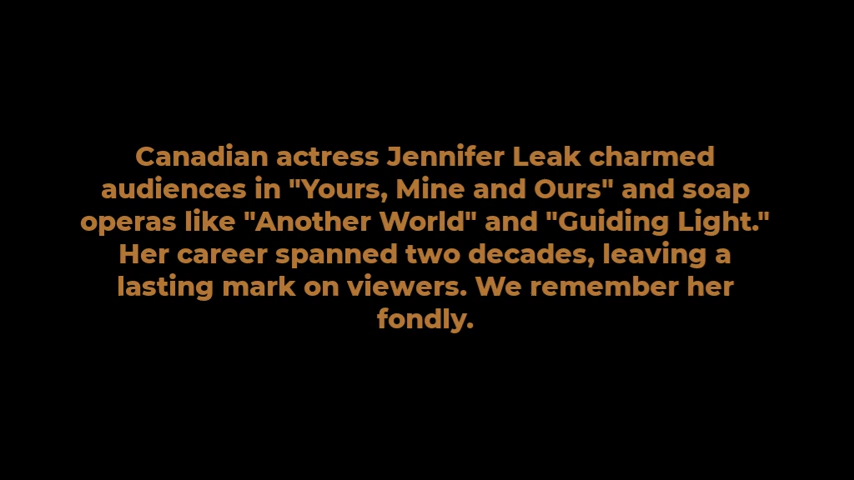 Canadian actress Jennifer Leak charmed
audiences in "Yours, Mine and Ours" and soap
operas like "Another World" and "Guiding Light."
Her career spanned two decades, leaving a
lasting mark on viewers. We remember her
fondly.